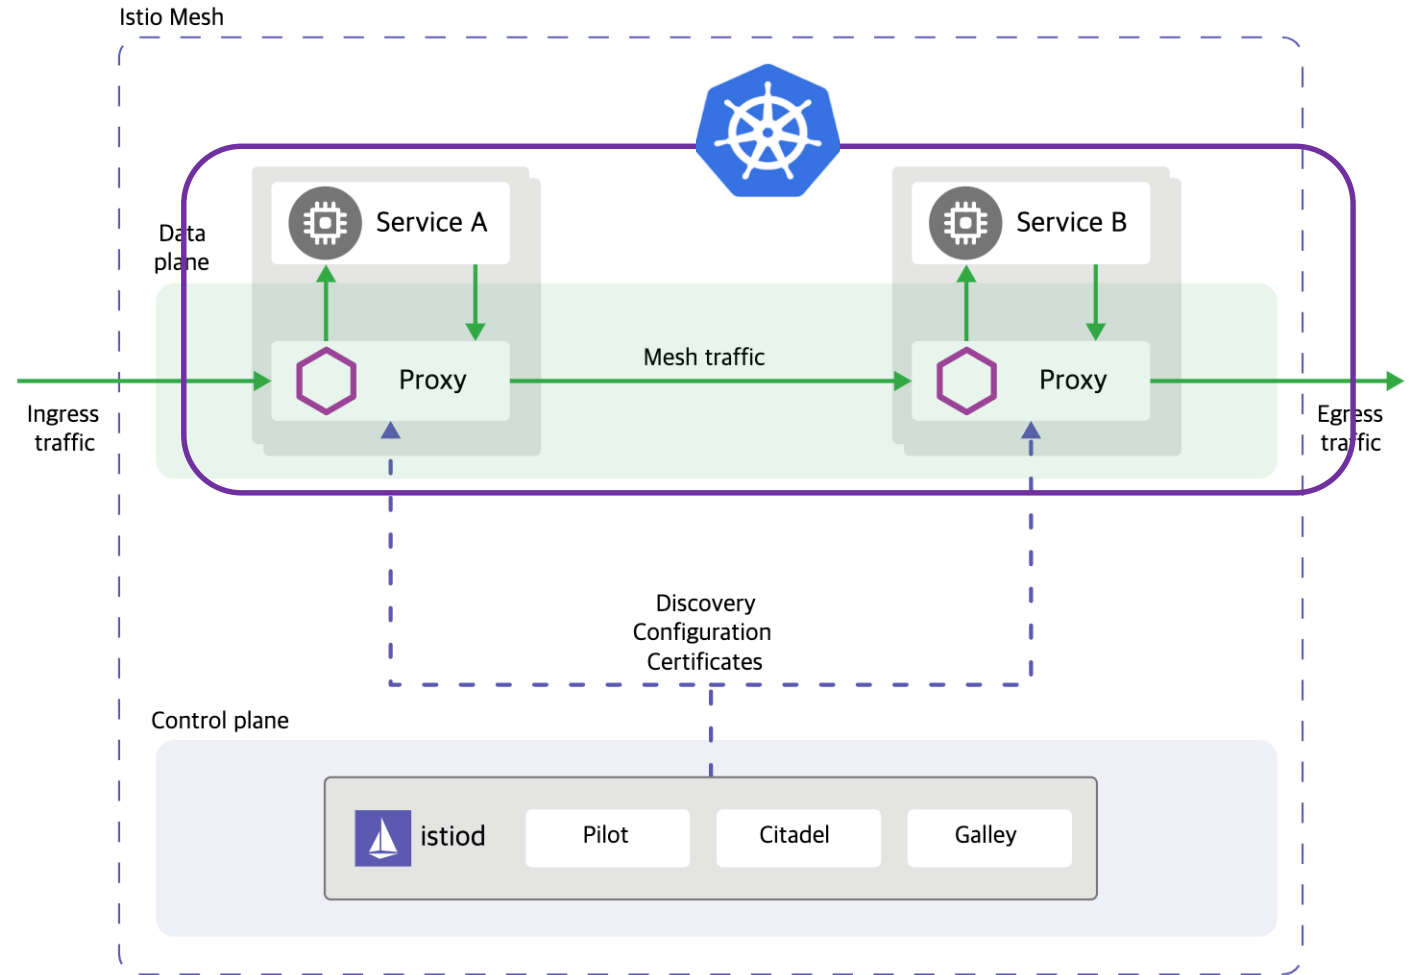 Istio Mesh
Service A
Service B
Data
plane
Mesh traffic
Proxy
Proxy
Ingress
traffic
Egress
traffic
Discovery
Configuration
Certificates
Control plane
istiod
Pilot
Citadel
Galley